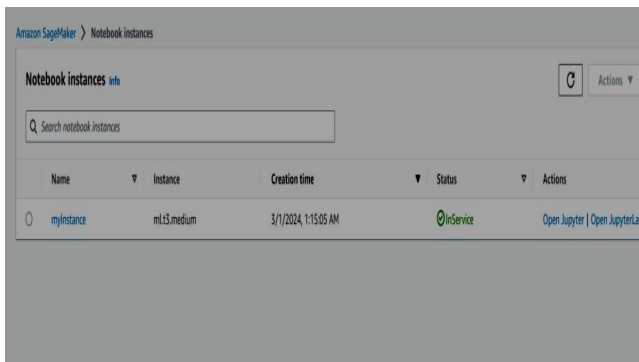 Amazon SageMaker > Notebook instances
Notebook instances Info
Actions
Search notebook instances
Name Instance Creation time Status Actions
myInstance ml.t3.medium 3/1/2024, 1:15:05 AM InService Open Jupyter | Open JupyterLa